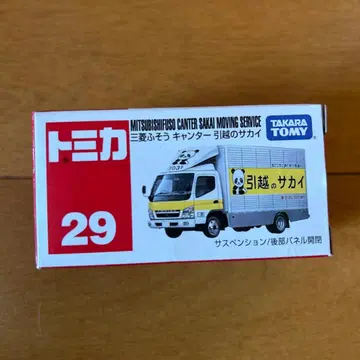 トミカ
29
MITSUBISHIFUSO CANTER SAKAI MOVING SERVICE
三菱ふそう キャンター 引越のサカイ
TAKARA TOMY
引越のサカイ
サスペンション/後部パネル開閉